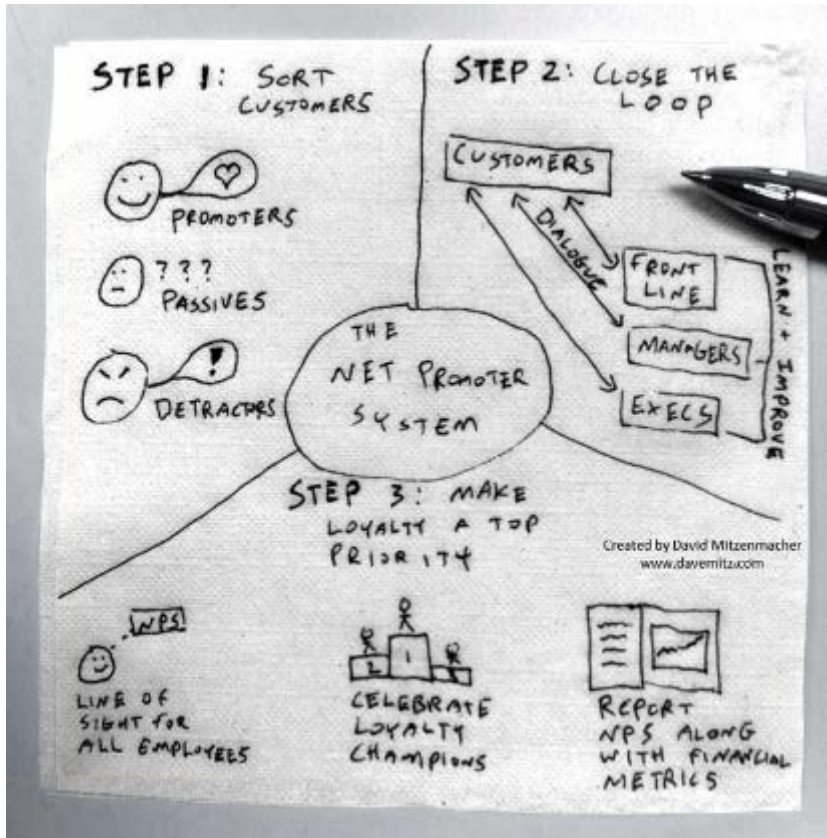 STEP 1: SORT
CUSTOMERS
PROMOTERS
? ? ?
PASSIVES
!
DETRACTORS
STEP 2: CLOSE THE
LOOP
CUSTOMERS
DIALOGUE
FRONT
LINE
MANAGERS
EXECS
LEARN + IMPROVE
THE
NET PROMOTER
SYSTEM
STEP 3: MAKE
LOYALTY A TOP
PRIORITY
Created by David Mitzenmacher
www.davemitz.com
NPS
LINE OF
SIGHT FOR
ALL EMPLOYEES
2 1
CELEBRATE
LOYALTY
CHAMPIONS
REPORT
NPS ALONG
WITH FINANCIAL
METRICS